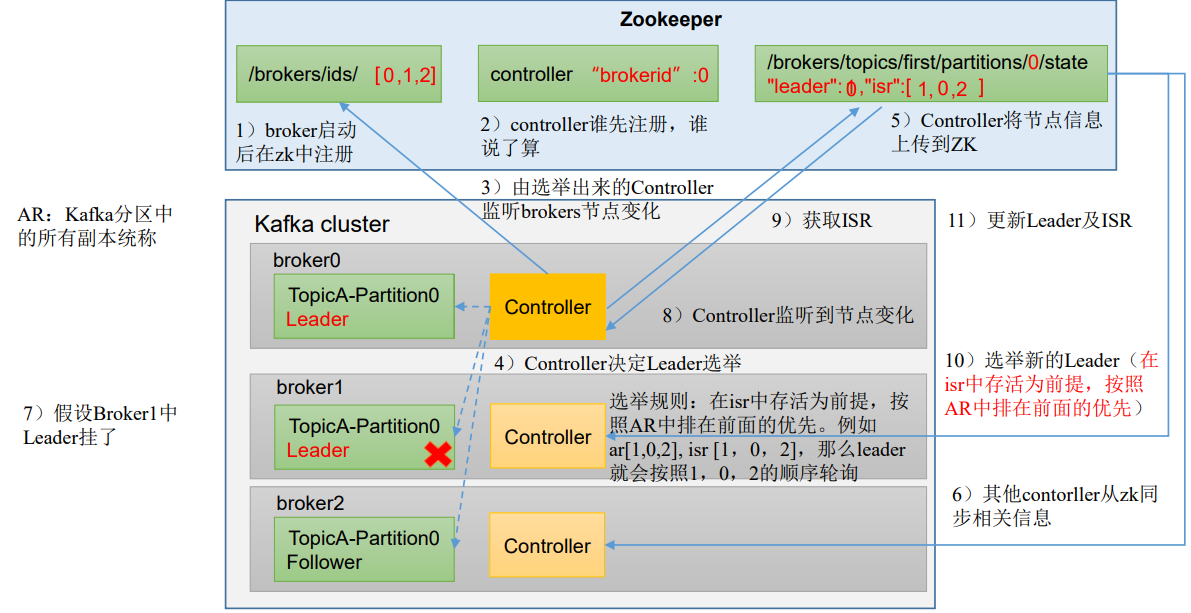 Zookeeper
/brokers/ids/ [0,1,2]
controller “brokerid” :0
/brokers/topics/first/partitions/0/state
"leader": ,"isr":[ 1,0,2 ]
1）broker启动
后在zk中注册
2）controller谁先注册，谁
说了算
5）Controller将节点信息
上传到ZK
3）由选举出来的Controller
监听brokers节点变化
AR：Kafka分区中
的所有副本统称
Kafka cluster
9）获取ISR
11）更新Leader及ISR
broker0
TopicA-Partition0
Leader
Controller
8）Controller监听到节点变化
4）Controller决定Leader选举
broker1
TopicA-Partition0
Leader
Controller
选举规则：在isr中存活为前提，按
照AR中排在前面的优先。例如
ar[1,0,2], isr [1，0，2]，那么leader
就会按照1，0，2的顺序轮询
7）假设Broker1中
Leader挂了
10）选举新的Leader（在
isr中存活为前提，按照
AR中排在前面的优先）
broker2
TopicA-Partition0
Follower
Controller
6）其他contorller从zk同
步相关信息